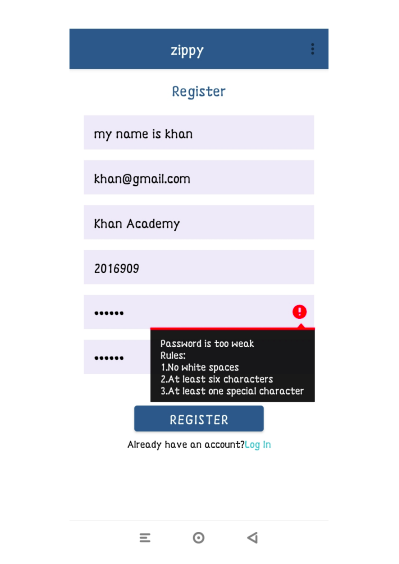 zippy
Register
my name is khan
khan@gmail.com
Khan Academy
2016909
••••••
Password is too weak
Rules:
1.No white spaces
2.At least six characters
3.At least one special character
••••••
REGISTER
Already have an account?Log In